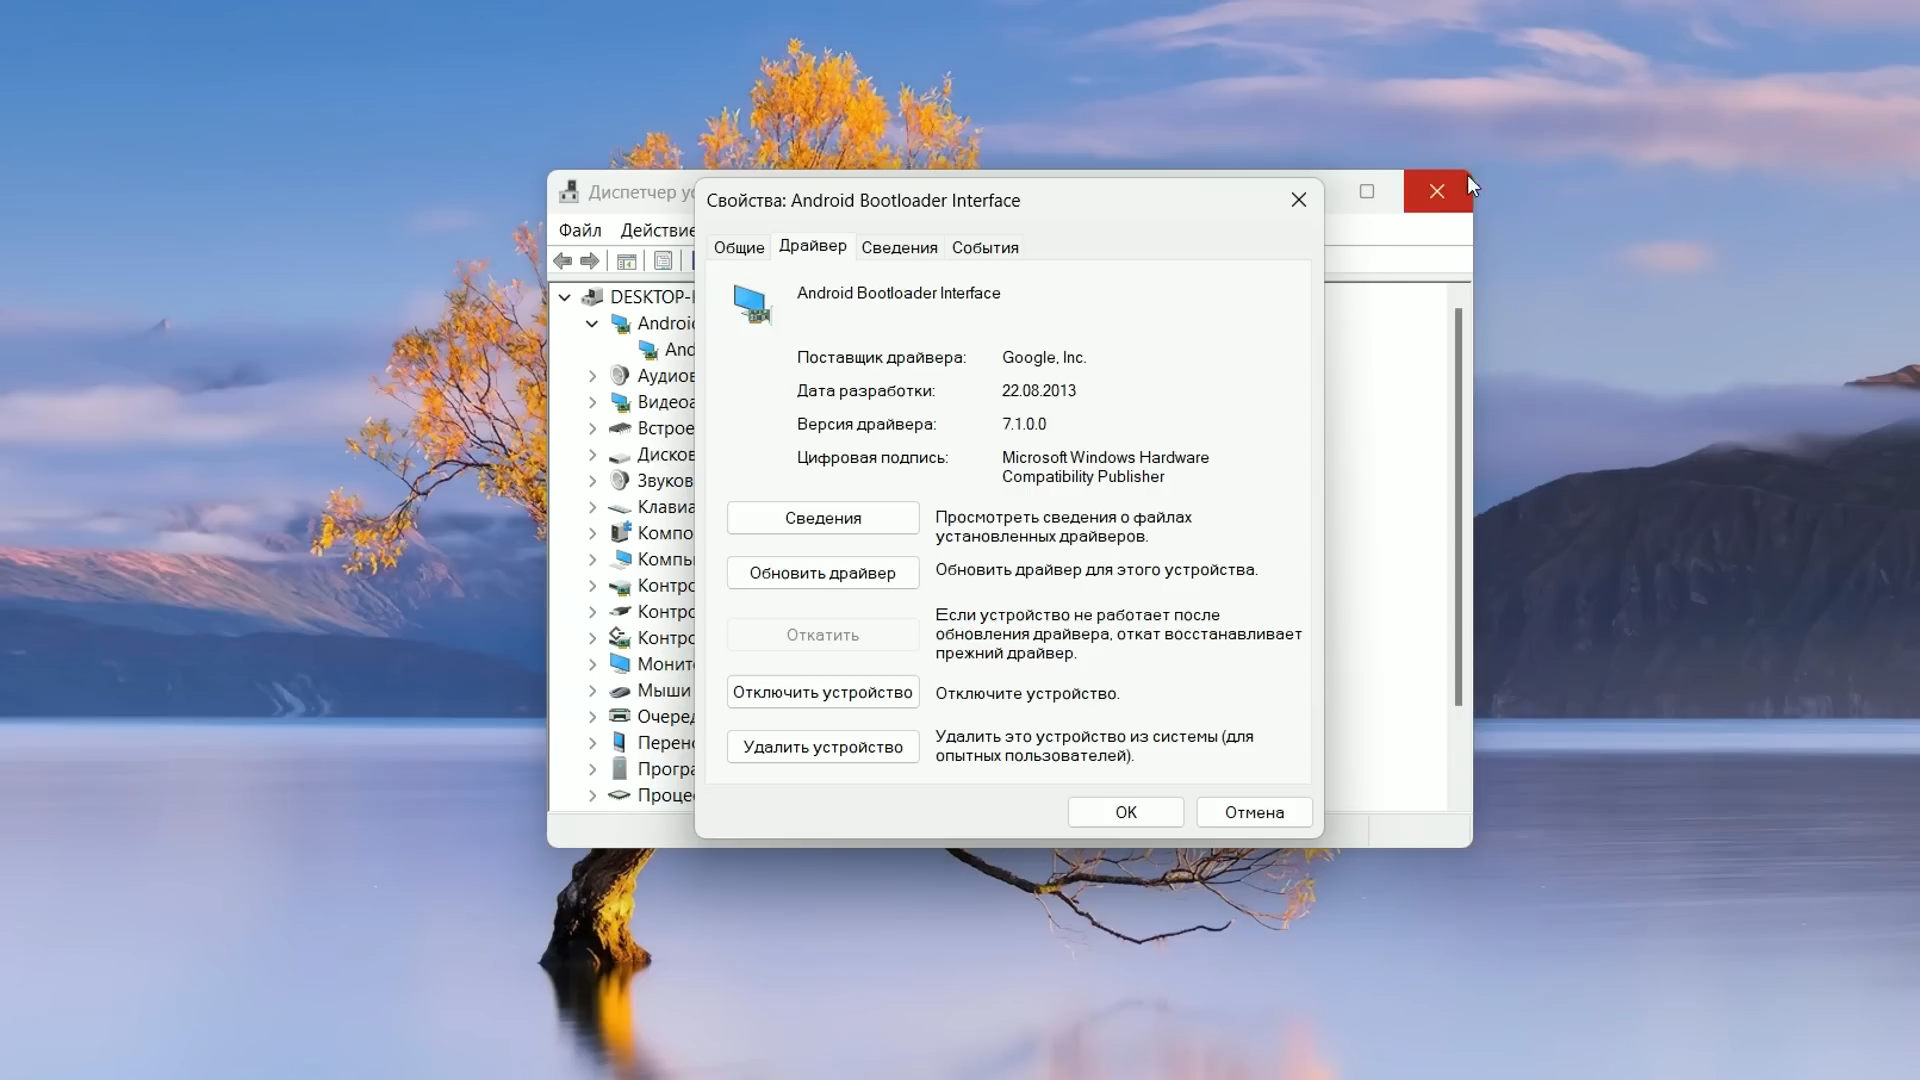 Диспетчер
Свойства: Android Bootloader Interface
Файл Действие
Общие Драйвер Сведения События
Android Bootloader Interface
Поставщик драйвера: Google, Inc.
Дата разработки: 22.08.2013
Версия драйвера: 7.1.0.0
Цифровая подпись: Microsoft Windows Hardware
Compatibility Publisher
Сведения
Просмотреть сведения о файлах
установленных драйверов.
Обновить драйвер
Обновить драйвер для этого устройства.
Откатить
Если устройство не работает после
обновления драйвера, откат восстанавливает
прежний драйвер.
Отключить устройство
Отключите устройство.
Удалить устройство
Удалить это устройство из системы (для
опытных пользователей).
OK
Отмена
DESKTOP-
Androi
And
Аудиов
Видеоа
Встрое
Дисков
Звуков
Клавиа
Компо
Компь
Контро
Контро
Контро
Монит
Мыши
Очеред
Перено
Програ
Процес